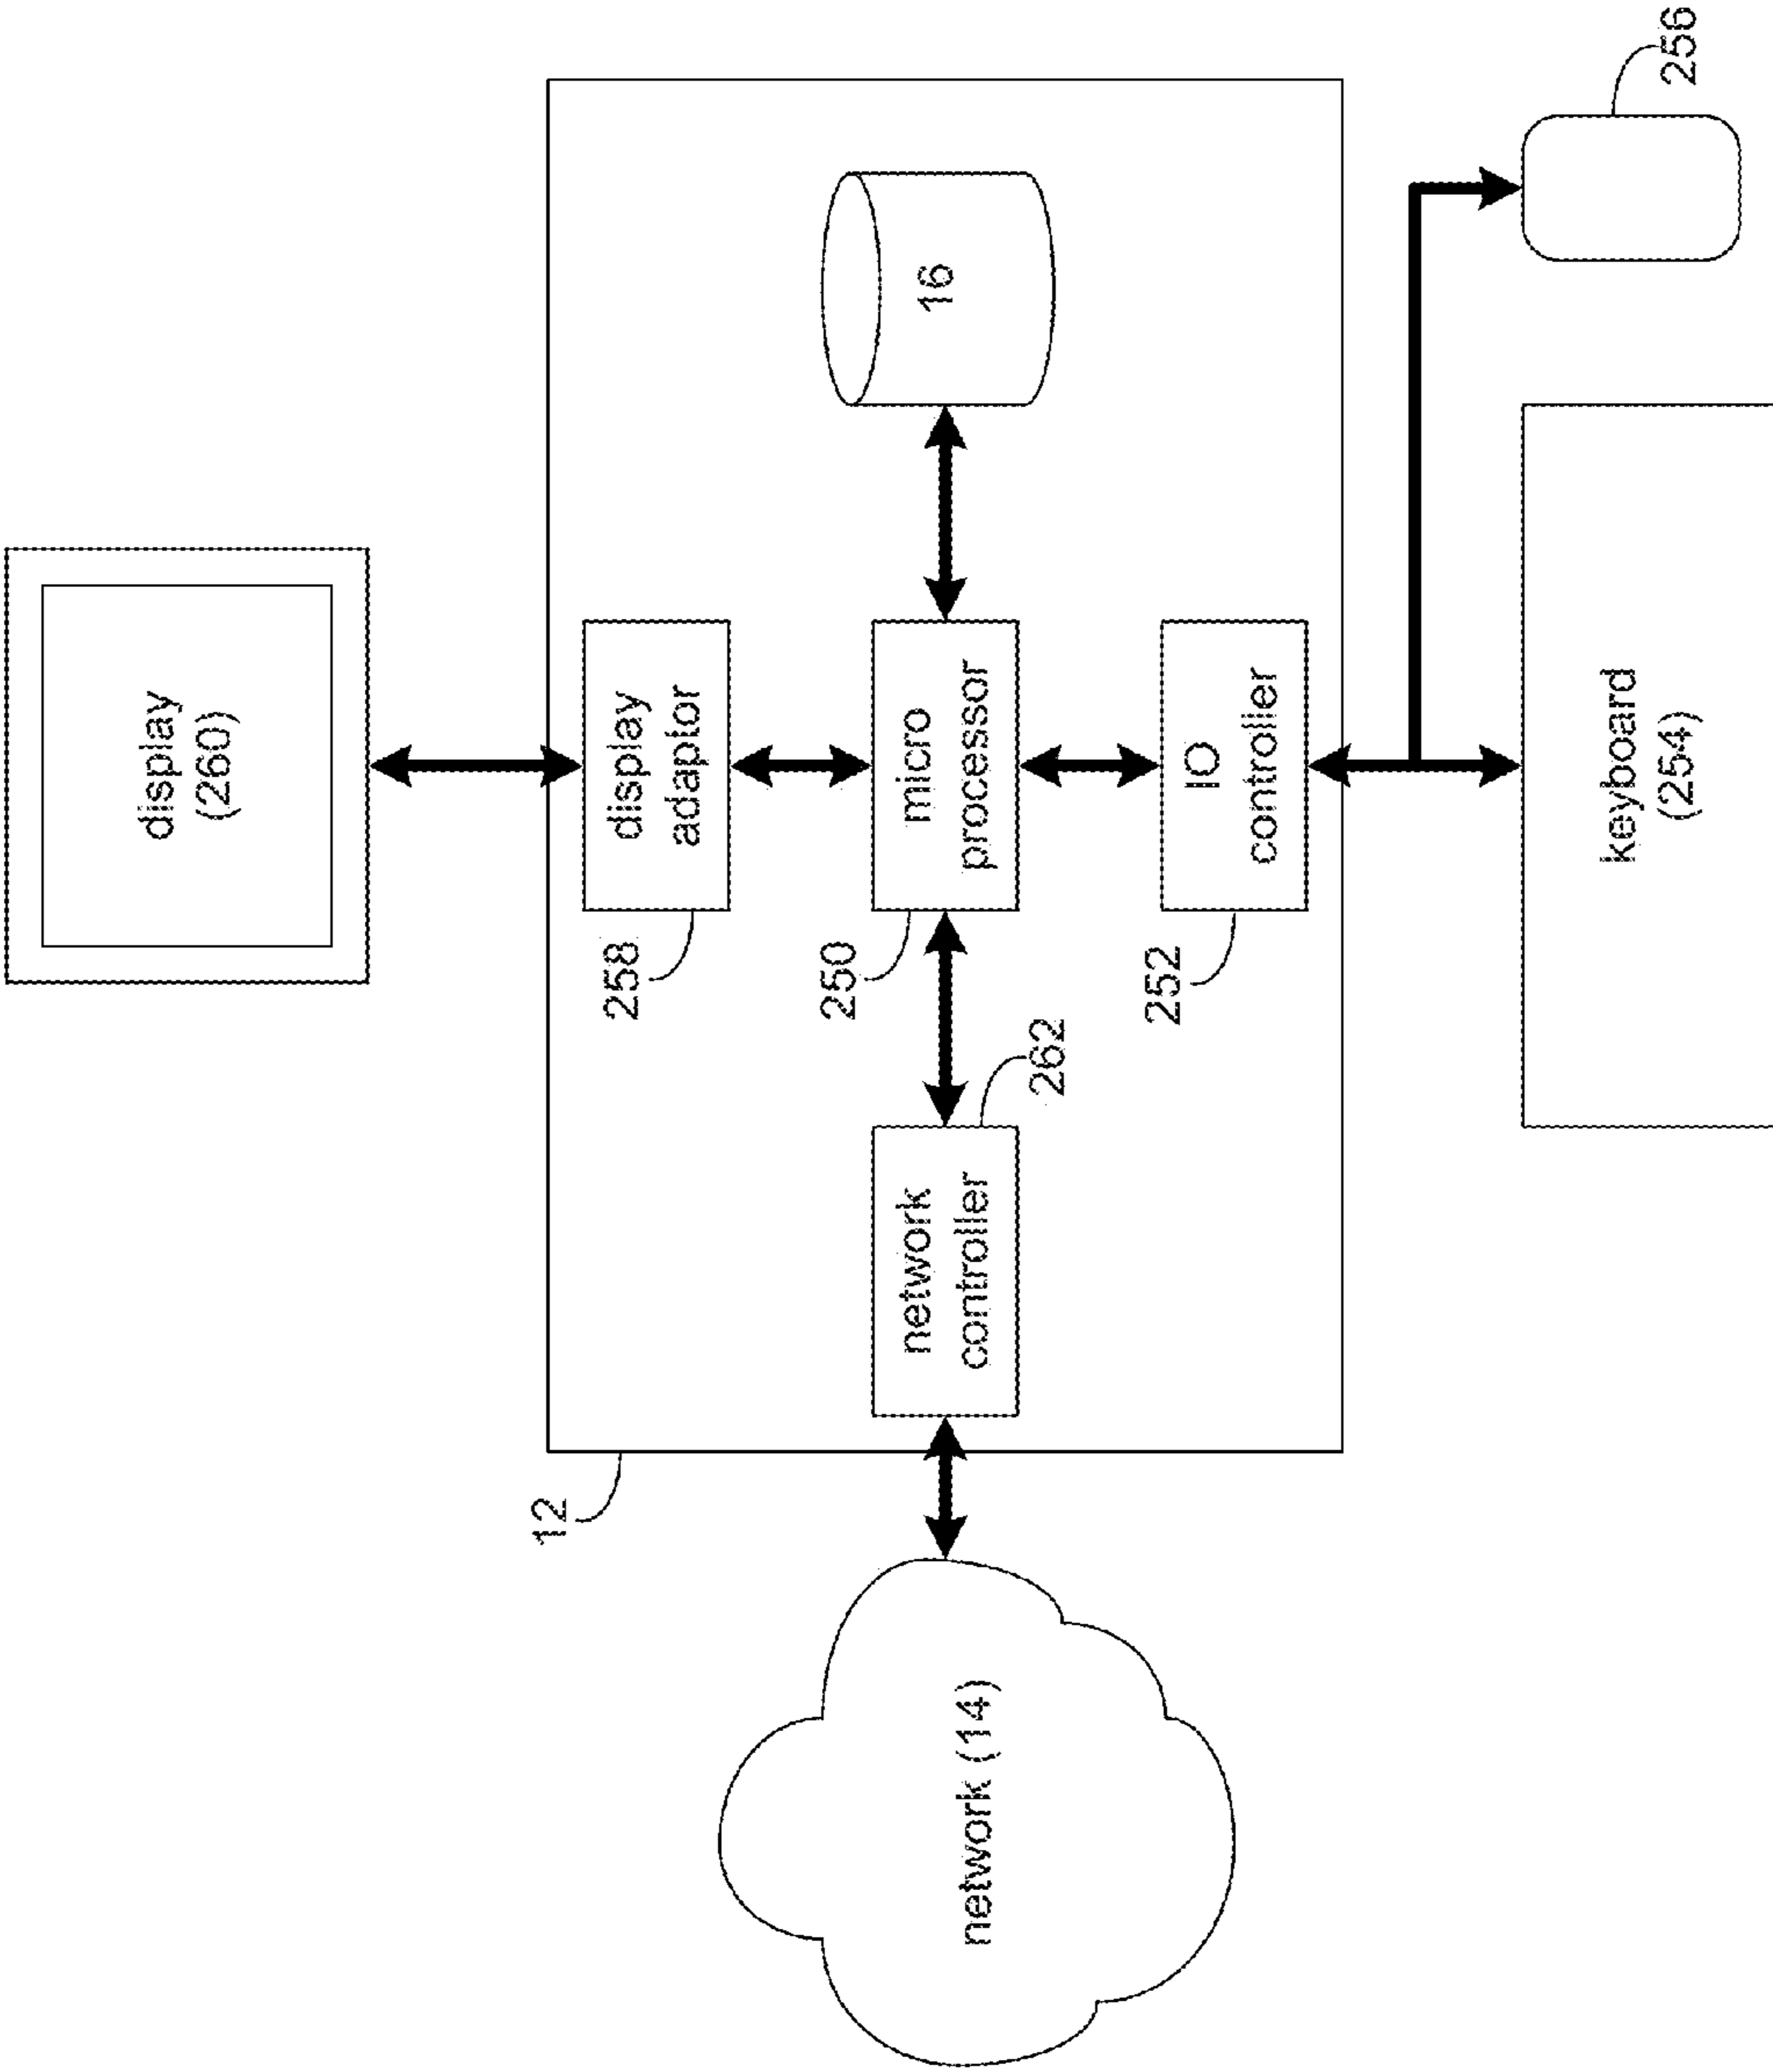 display
(260)
display
adaptor
258
micro
processor
250
16
IO
controller
252
network
controller
262
12
network (14)
keyboard
(254)
256